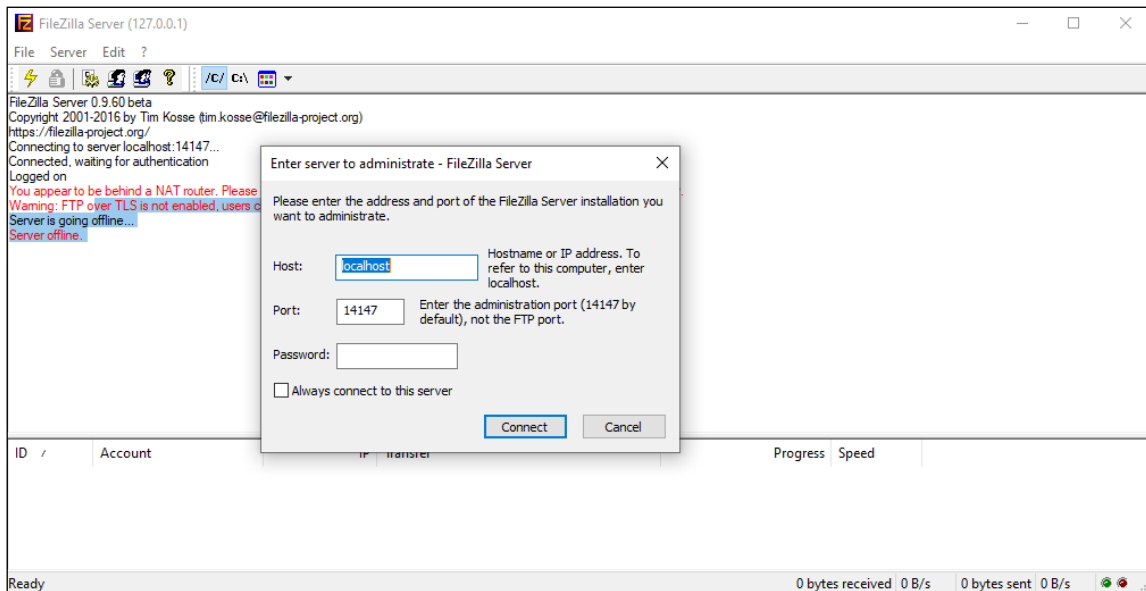 FileZilla Server (127.0.0.1)
File Server Edit ?
/C/ C:\
FileZilla Server 0.9.60 beta
Copyright 2001-2016 by Tim Kosse (tim.kosse@filezilla-project.org)
https://filezilla-project.org/
Connecting to server localhost:14147...
Connected, waiting for authentication
Logged on
You appear to be behind a NAT router. Please
Warning: FTP over TLS is not enabled, users
Server is going offline...
Server offline.
Enter server to administrate - FileZilla Server
Please enter the address and port of the FileZilla Server installation you
want to administrate.
Host: localhost
Hostname or IP address. To
refer to this computer, enter
localhost.
Port: 14147
Enter the administration port (14147 by
default), not the FTP port.
Password:
Always connect to this server
Connect Cancel
ID / Account IP Transfer Progress Speed
Ready 0 bytes received 0 B/s 0 bytes sent 0 B/s